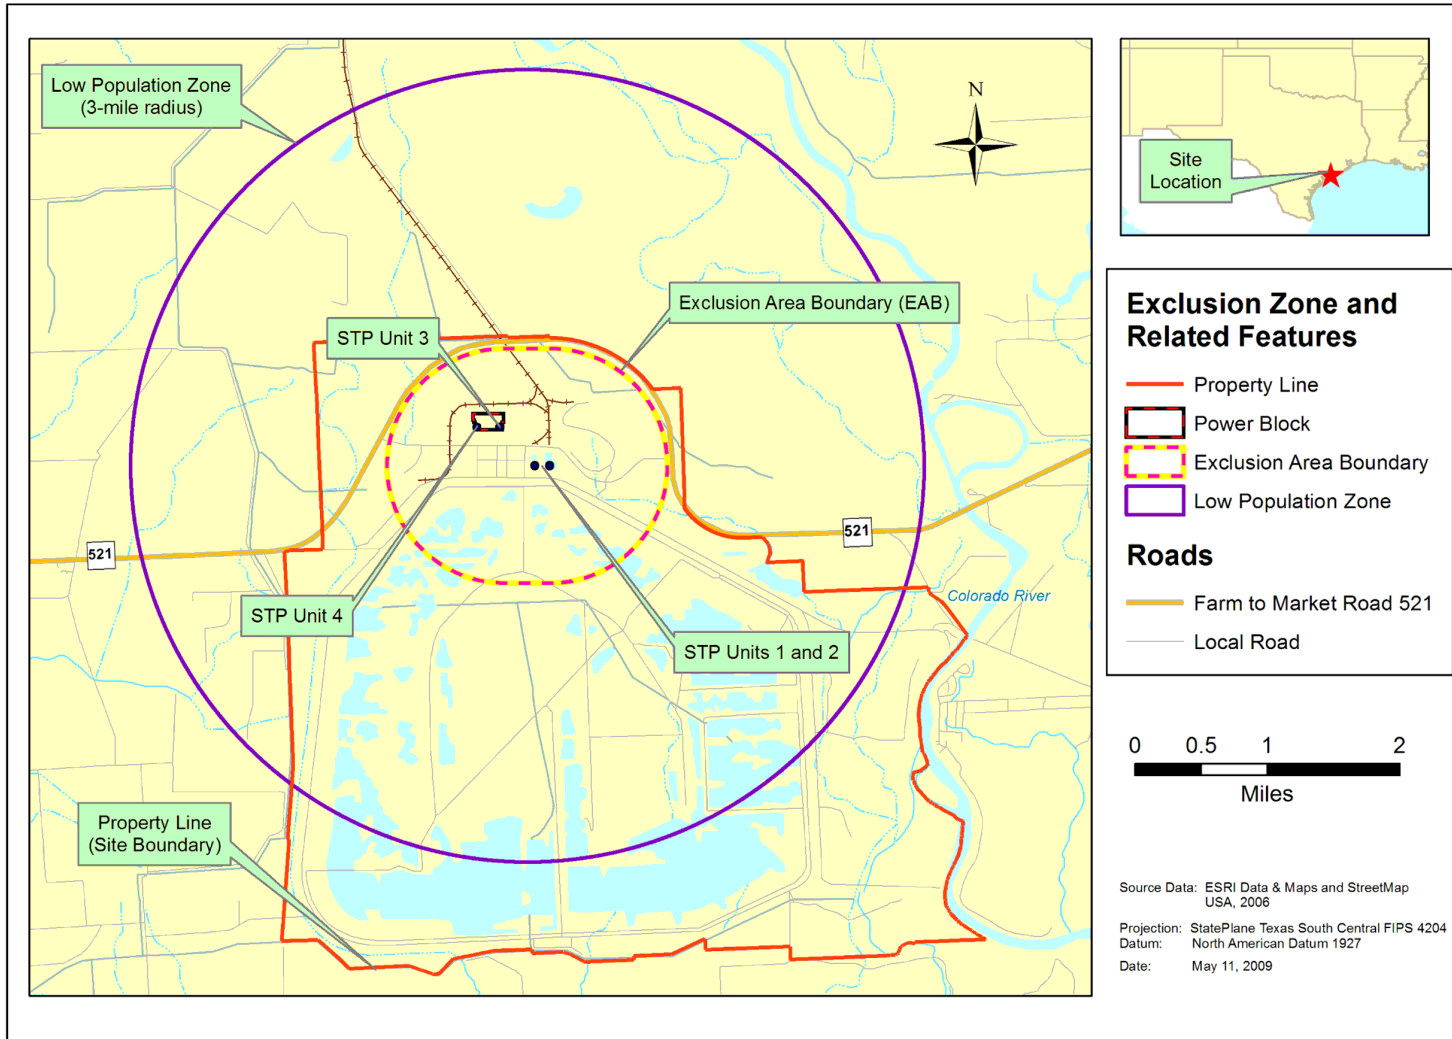 Low Population Zone
(3-mile radius)
N
Site
Location
Exclusion Area Boundary (EAB)
STP Unit 3
Exclusion Zone and
Related Features
Property Line
Power Block
Exclusion Area Boundary
Low Population Zone
521
521
Roads
Farm to Market Road 521
Local Road
Colorado River
STP Unit 4
STP Units 1 and 2
0 0.5 1 2
Miles
Property Line
(Site Boundary)
Source Data: ESRI Data & Maps and StreetMap
USA, 2006
Projection: StatePlane Texas South Central FIPS 4204
Datum: North American Datum 1927
Date: May 11, 2009